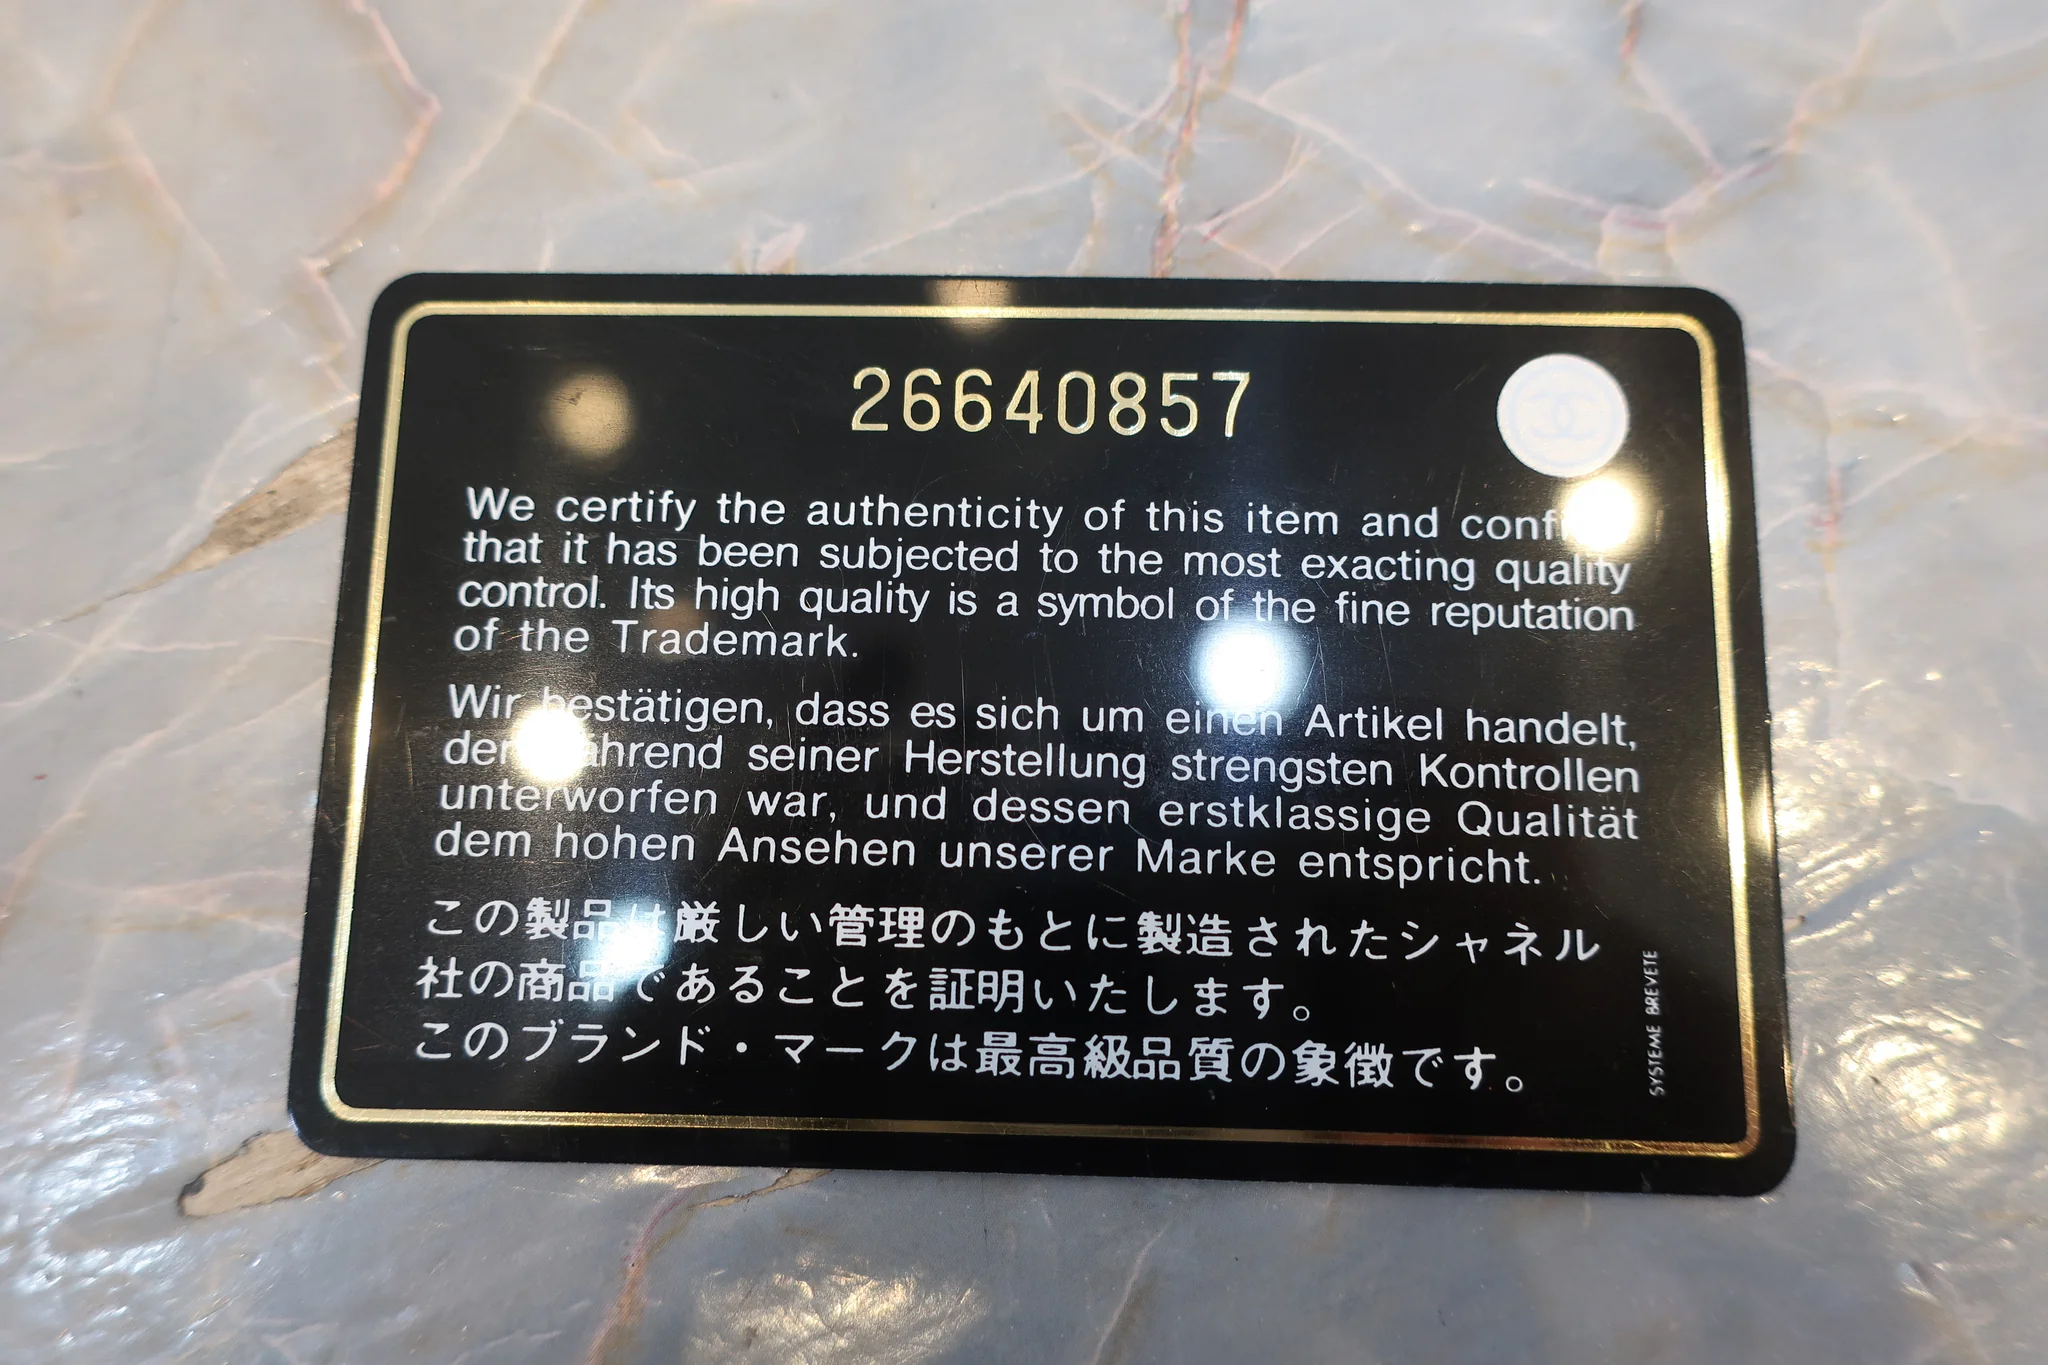 26640857
We certify the authenticity of this item and
that it has been subjected to the most exacting quality
control. Its high quality is a symbol of the fine reputation
of the Trademark.
Wir bestätigen, dass es sich um einen Artikel handelt,
der während seiner Herstellung strengsten Kontrollen
unterworfen war, und dessen erstklassige Qualität
dem hohen Ansehen unserer Marke entspricht.
この製品は厳しい管理のもとに製造されたシャネル
社の商品であることを証明いたします。
このブランド・マークは最高級品質の象徴です。
SYSTEME BREVETE